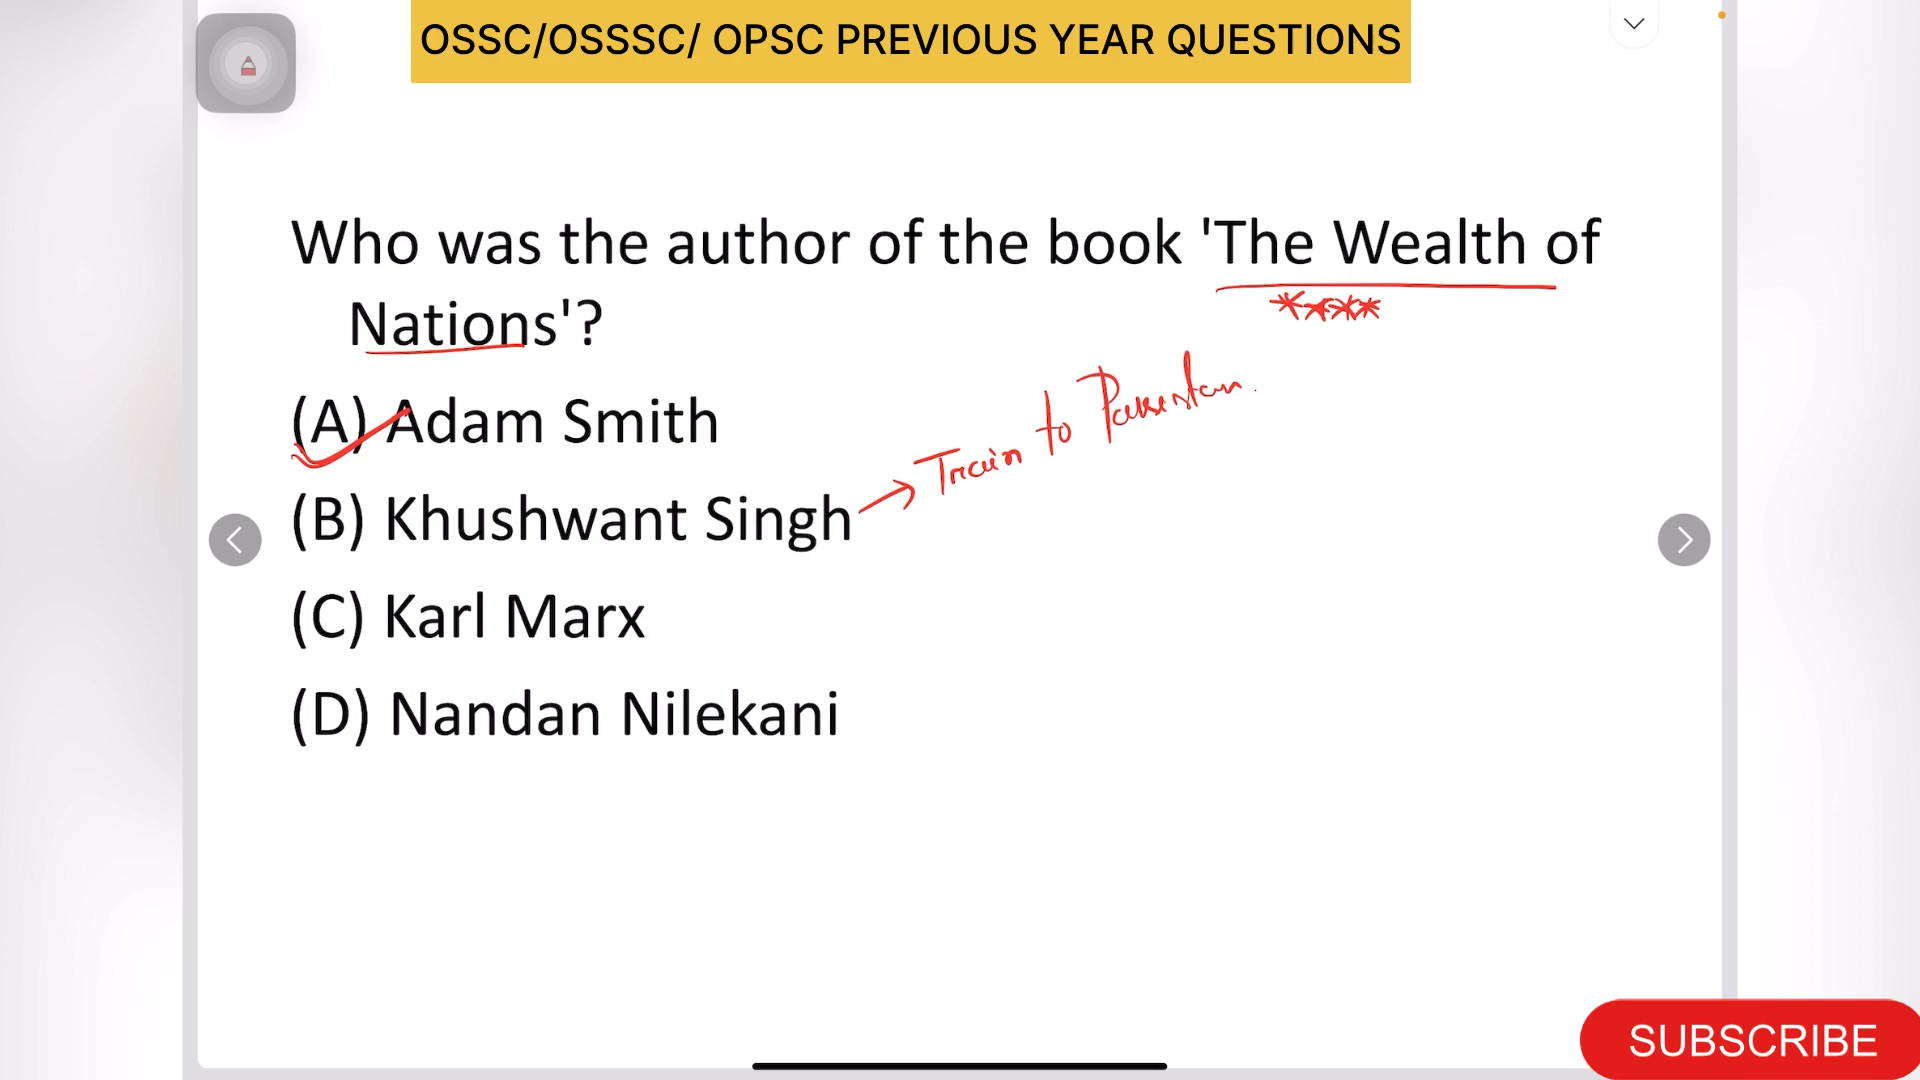 OSSC/OSSSC/ OPSC PREVIOUS YEAR QUESTIONS
Who was the author of the book 'The Wealth of
Nations'?
****
(A) Adam Smith
(B) Khushwant Singh → Train to Pakistan
(C) Karl Marx
(D) Nandan Nilekani
SUBSCRIBE